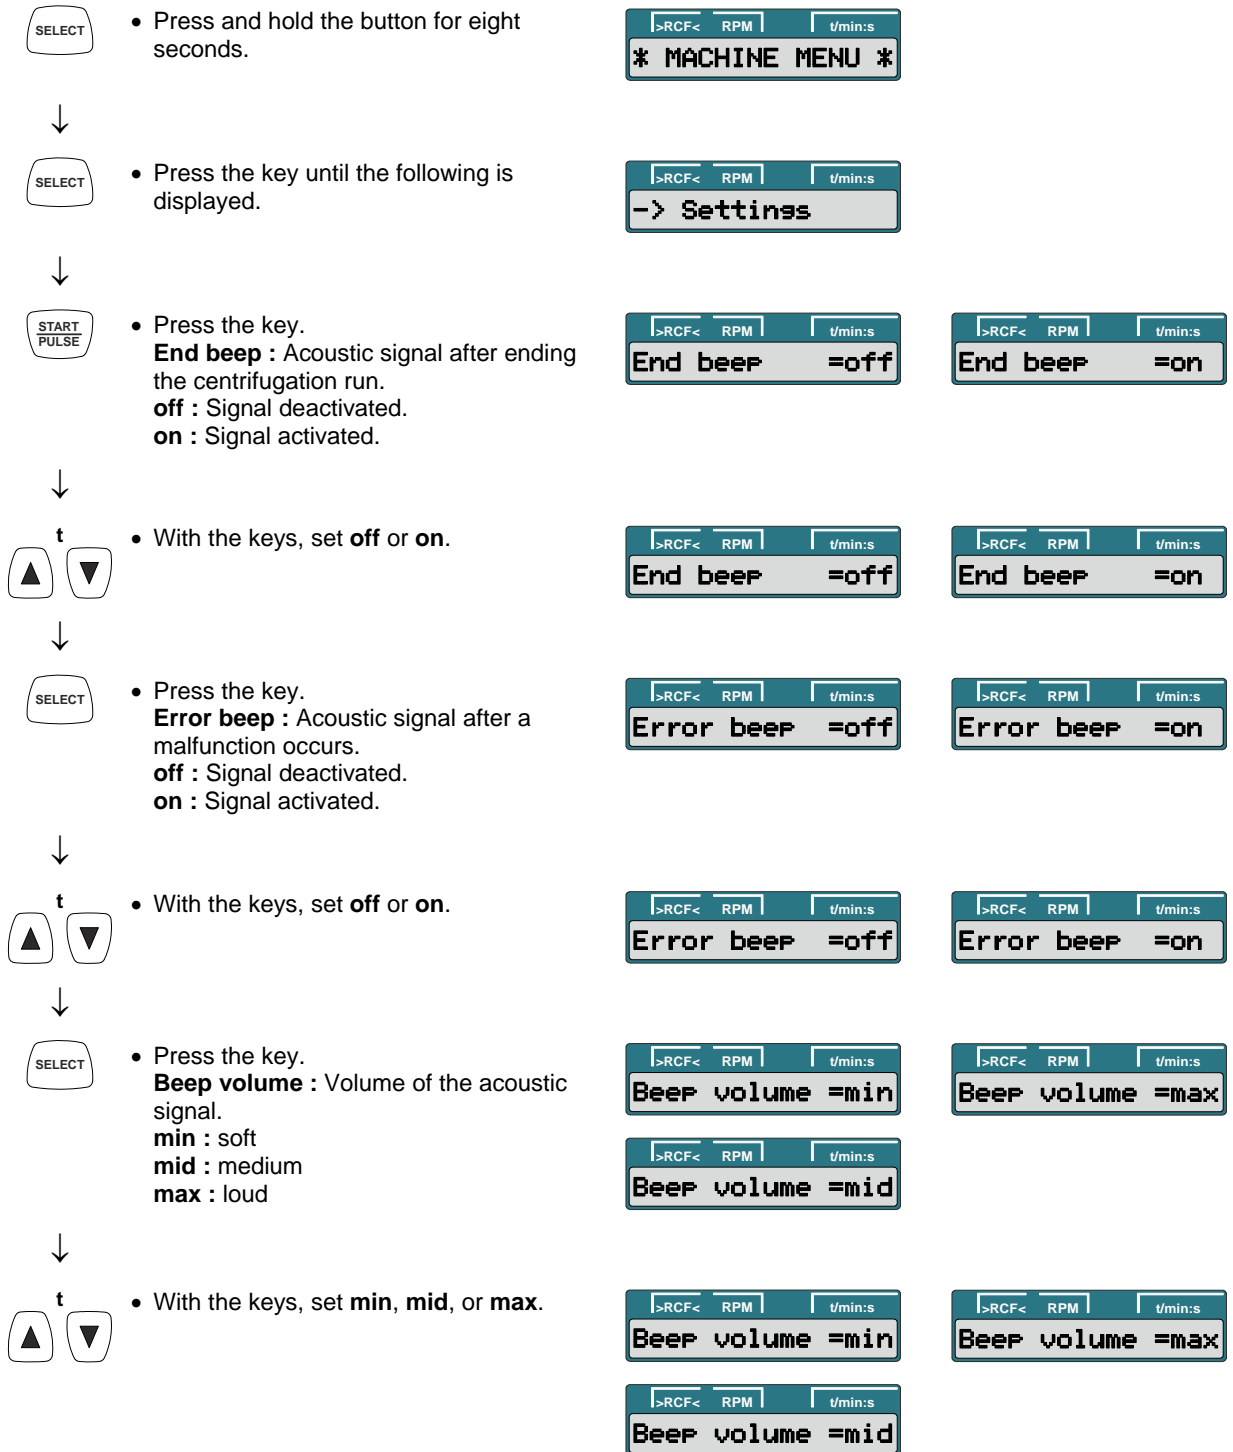 SELECT
• Press and hold the button for eight
seconds.
>RCF< RPM t/min:s
* MACHINE MENU *
↓
SELECT
• Press the key until the following is
displayed.
>RCF< RPM t/min:s
-> Settings
↓
START
PULSE
• Press the key.
End beep : Acoustic signal after ending
the centrifugation run.
off : Signal deactivated.
on : Signal activated.
>RCF< RPM t/min:s
End beep =off
>RCF< RPM t/min:s
End beep =on
↓
t
• With the keys, set off or on.
>RCF< RPM t/min:s
End beep =off
>RCF< RPM t/min:s
End beep =on
↓
SELECT
• Press the key.
Error beep : Acoustic signal after a
malfunction occurs.
off : Signal deactivated.
on : Signal activated.
>RCF< RPM t/min:s
Error beep =off
>RCF< RPM t/min:s
Error beep =on
↓
t
• With the keys, set off or on.
>RCF< RPM t/min:s
Error beep =off
>RCF< RPM t/min:s
Error beep =on
↓
SELECT
• Press the key.
Beep volume : Volume of the acoustic
signal.
min : soft
mid : medium
max : loud
>RCF< RPM t/min:s
Beep volume =min
>RCF< RPM t/min:s
Beep volume =max
>RCF< RPM t/min:s
Beep volume =mid
↓
t
• With the keys, set min, mid, or max.
>RCF< RPM t/min:s
Beep volume =min
>RCF< RPM t/min:s
Beep volume =max
>RCF< RPM t/min:s
Beep volume =mid